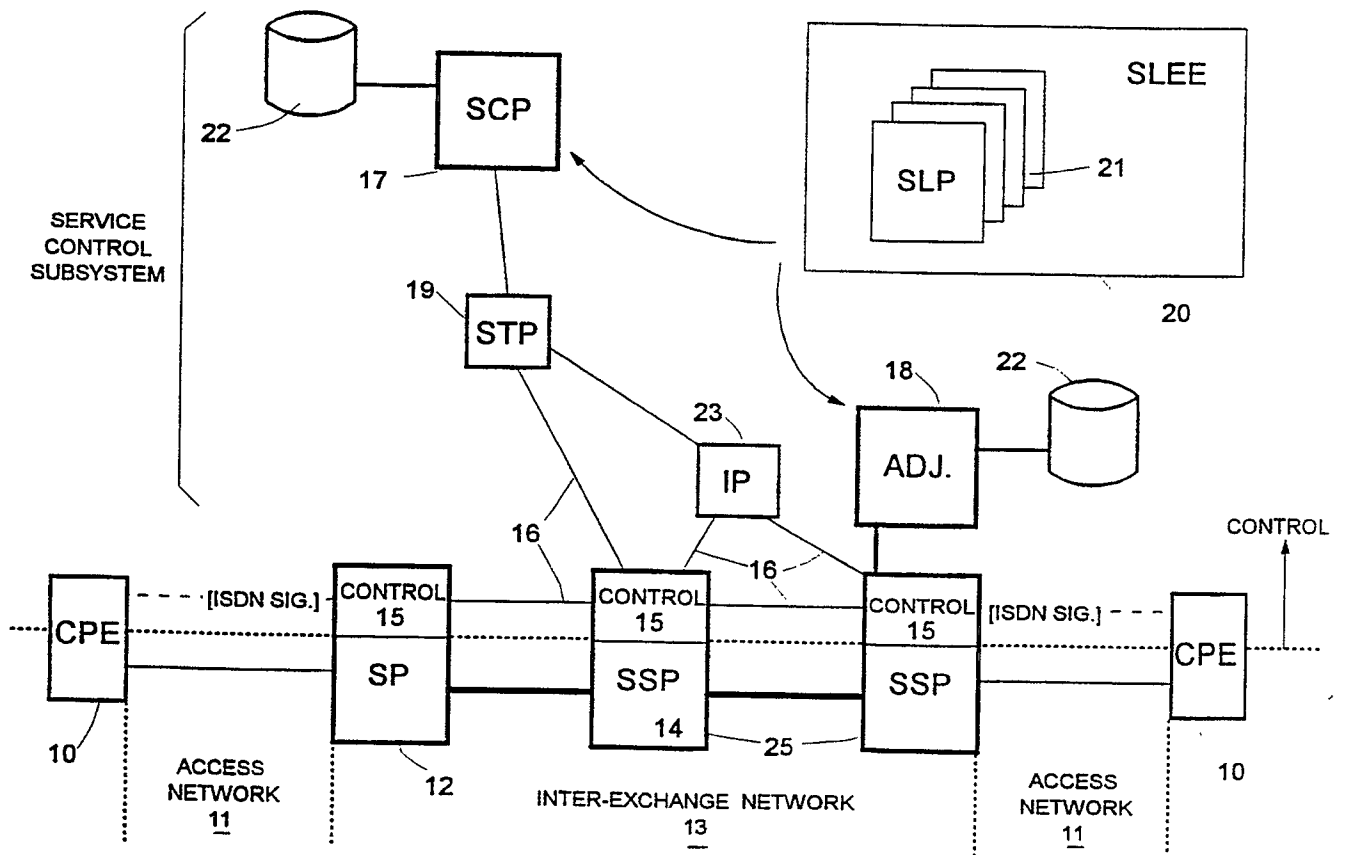 SCP
22
17
SLEE
SLP
21
20
SERVICE
CONTROL
SUBSYSTEM
19
STP
18
22
23
IP
ADJ.
16
16
CONTROL
CPE
[ISDN SIG.]
CONTROL
15
SP
CONTROL
15
SSP
14
CONTROL
15
SSP
[ISDN SIG.]
CPE
10
12
25
10
ACCESS
NETWORK
11
INTER-EXCHANGE NETWORK
13
ACCESS
NETWORK
11